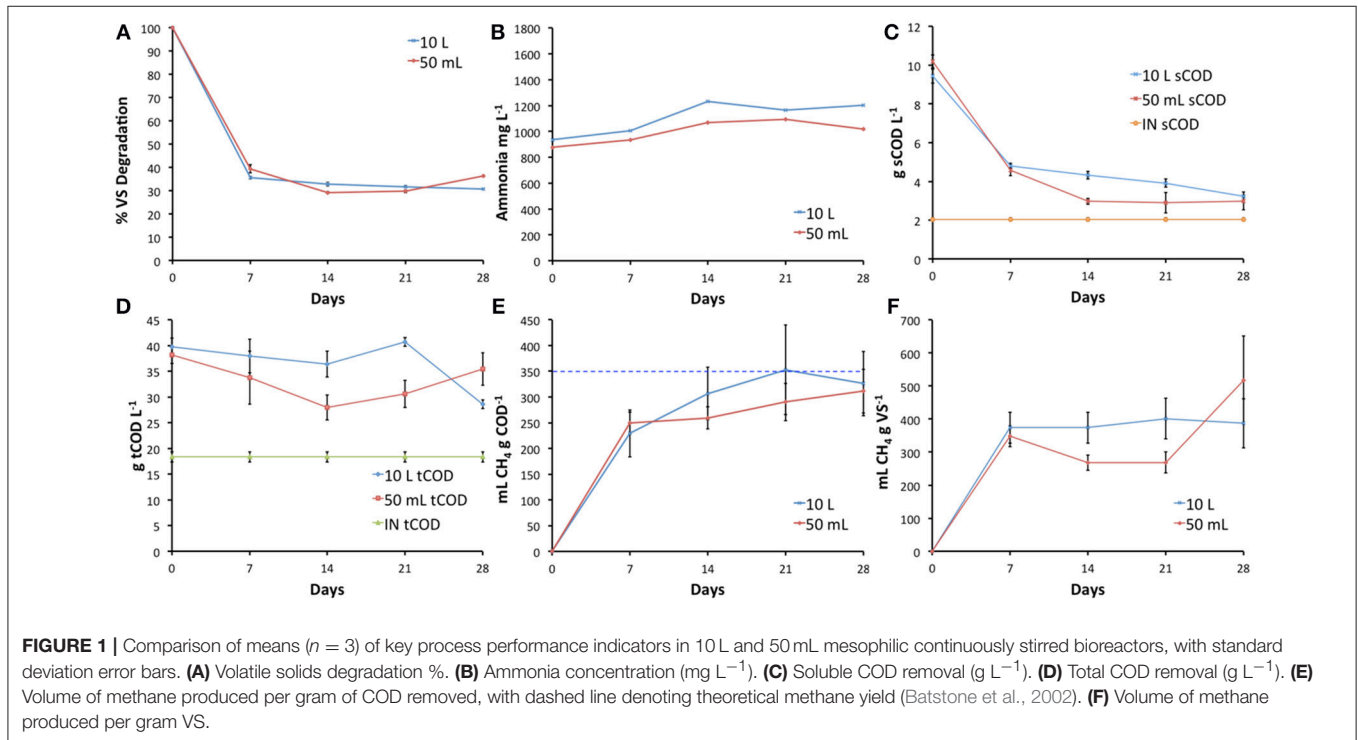 A
100
90
80
70
60
50
40
30
20
10
0
% VS Degradation
10 L
50 mL
0 7 14 21 28
Days
B
1800
1600
1400
1200
1000
800
600
400
200
0
Ammonia mg L-1
10 L
50 mL
0 7 14 21 28
Days
C
12
10
8
6
4
2
0
g sCOD L-1
10 L sCOD
50 mL sCOD
IN sCOD
0 7 14 21 28
Days
D
45
40
35
30
25
20
15
10
5
0
g tCOD L-1
10 L tCOD
50 mL tCOD
IN tCOD
0 7 14 21 28
Days
E
450
400
350
300
250
200
150
100
50
0
mL CH4 g COD-1
10 L
50 mL
0 7 14 21 28
Days
F
700
600
500
400
300
200
100
0
mL CH4 g VS-1
10 L
50 mL
0 7 14 21 28
Days
FIGURE 1 | Comparison of means (n = 3) of key process performance indicators in 10 L and 50 mL mesophilic continuously stirred bioreactors, with standard
deviation error bars. (A) Volatile solids degradation %. (B) Ammonia concentration (mg L−1). (C) Soluble COD removal (g L−1). (D) Total COD removal (g L−1). (E)
Volume of methane produced per gram of COD removed, with dashed line denoting theoretical methane yield (Batstone et al., 2002). (F) Volume of methane
produced per gram VS.